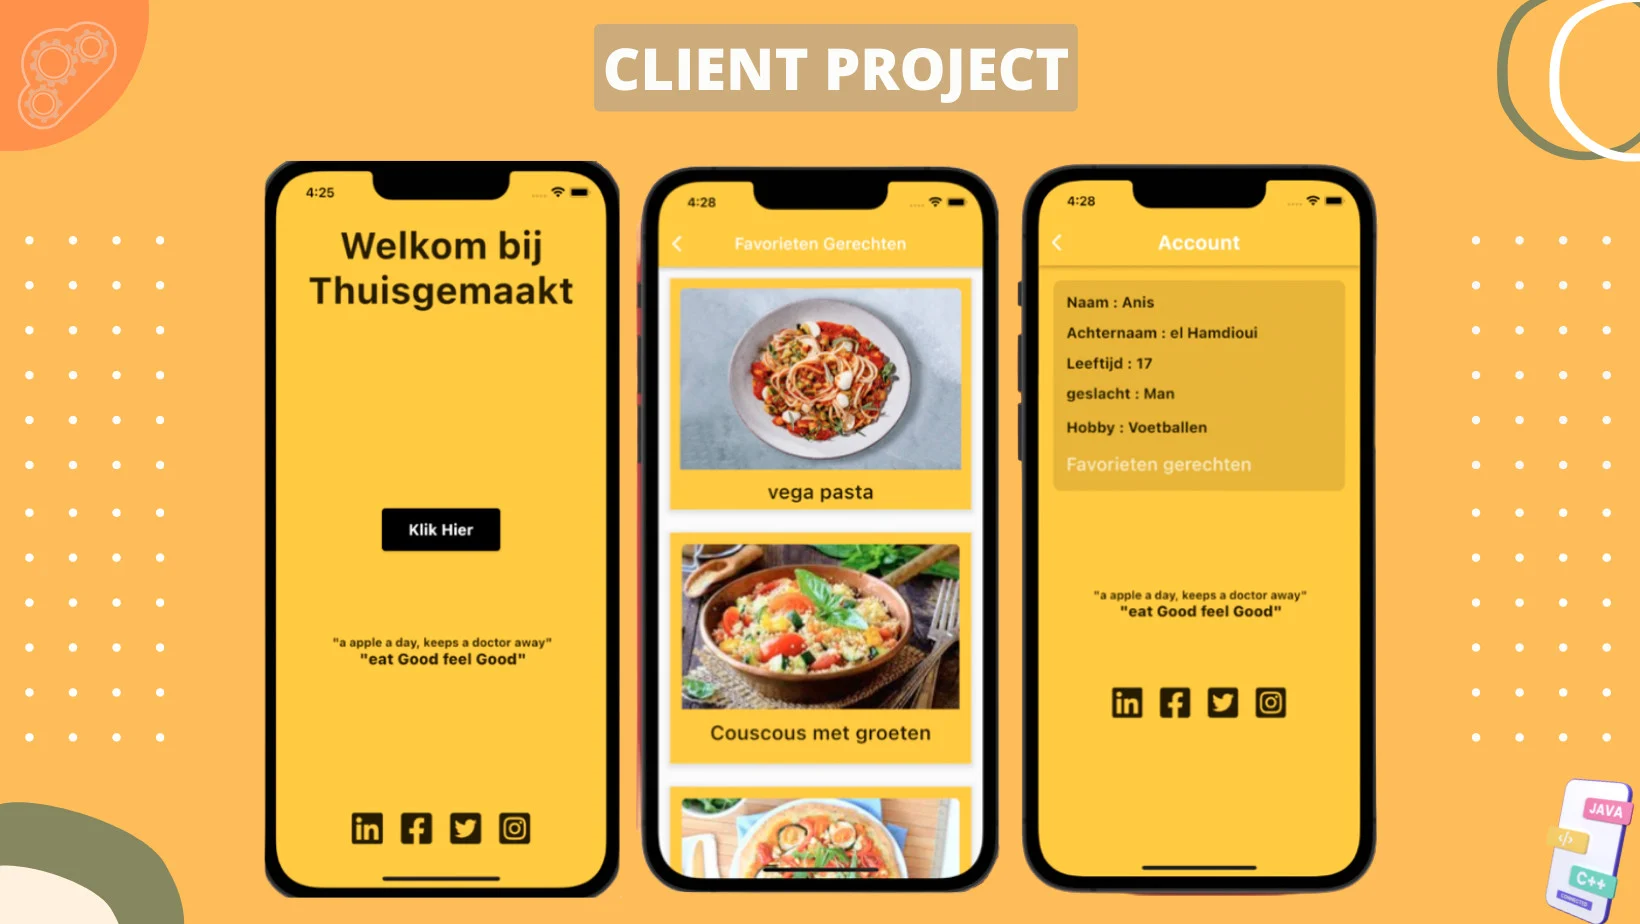 CLIENT PROJECT
4:25
Welkom bij
Thuisgemaakt
Klik Hier
"a apple a day, keeps a doctor away"
"eat Good feel Good"
4:28
Favorieten Gerechten
vega pasta
Couscous met groeten
4:28
Account
Naam : Anis
Achternaam : el Hamdioui
Leeftijd : 17
geslacht : Man
Hobby : Voetballen
Favorieten gerechten
"a apple a day, keeps a doctor away"
"eat Good feel Good"
JAVA
</>
C++